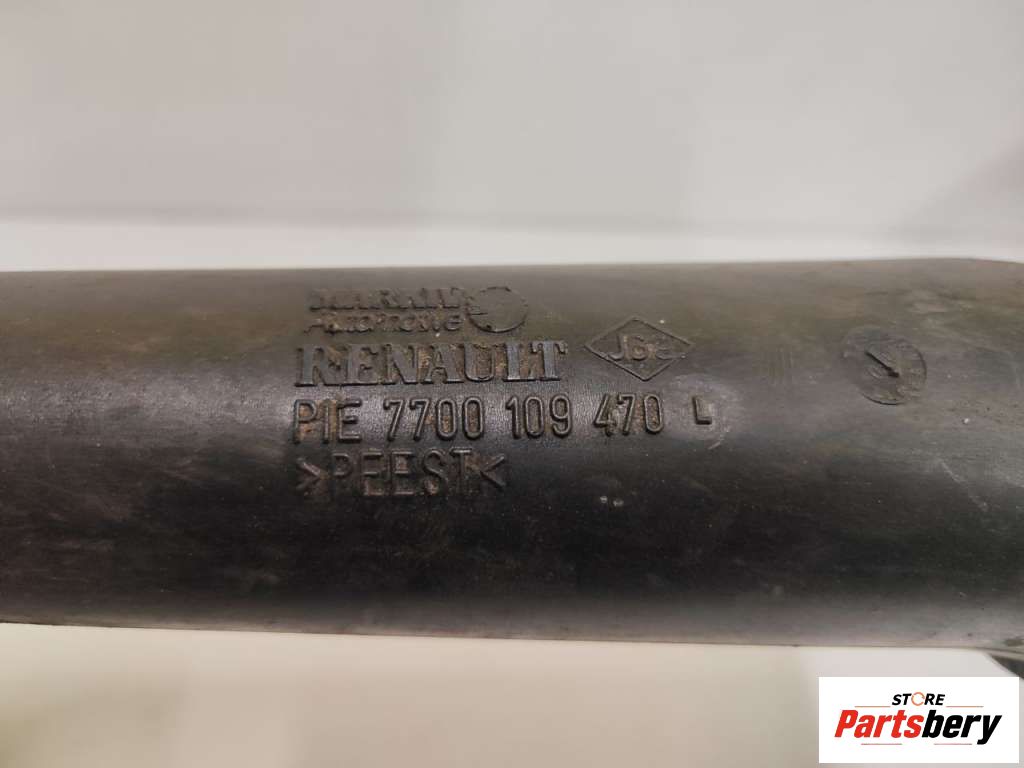 Automotive
RENAULT
PIE 7700 109 470 L
>PEEST<
STORE
Partsbery